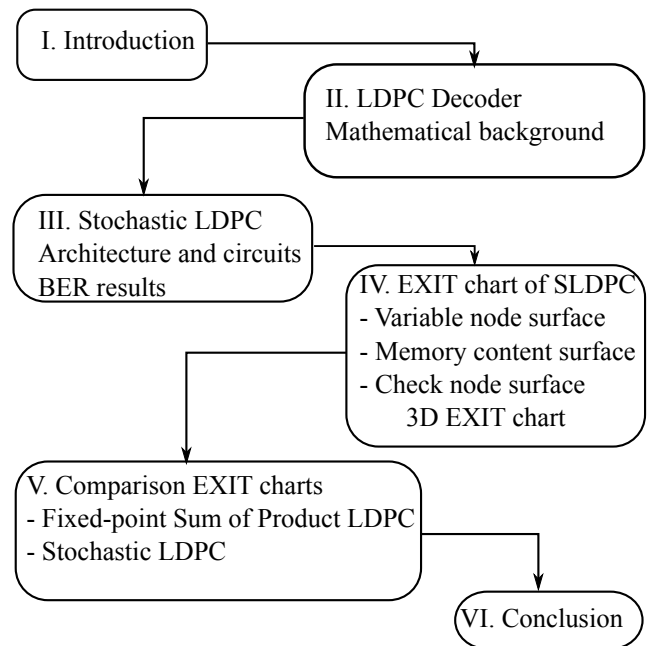 I. Introduction
II. LDPC Decoder
Mathematical background
III. Stochastic LDPC
Architecture and circuits
BER results
IV. EXIT chart of SLDPC
- Variable node surface
- Memory content surface
- Check node surface
3D EXIT chart
V. Comparison EXIT charts
- Fixed-point Sum of Product LDPC
- Stochastic LDPC
VI. Conclusion